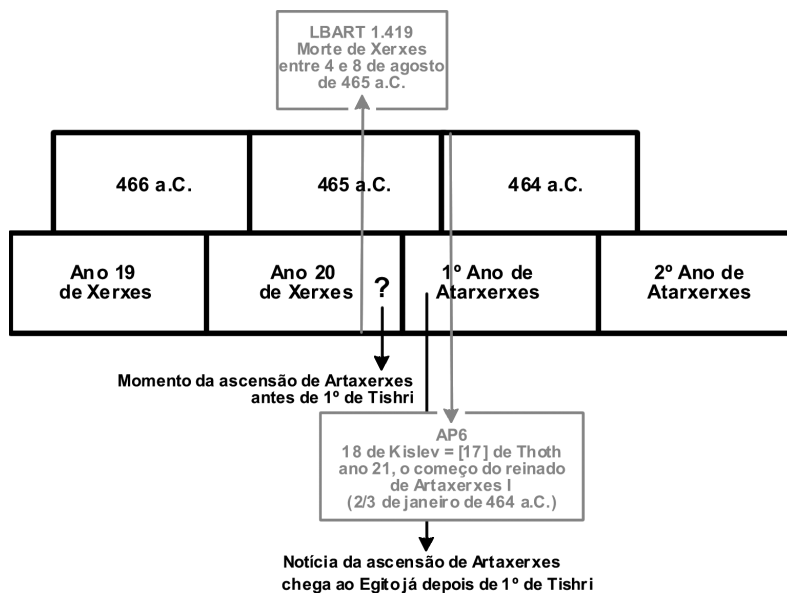 LBART 1.419
Morte de Xerxes
entre 4 e 8 de agosto
de 465 a.C.
466 a.C.
465 a.C.
464 a.C.
Ano 19
de Xerxes
Ano 20
de Xerxes
?
1º Ano de
Atarxerxes
2º Ano de
Atarxerxes
Momento da ascensão de Artaxerxes
antes de 1º de Tishri
AP6
18 de Kislev = [17] de Thoth
ano 21, o começo do reinado
de Artaxerxes I
(2/3 de janeiro de 464 a.C.)
Notícia da ascensão de Artaxerxes
chega ao Egito já depois de 1º de Tishri